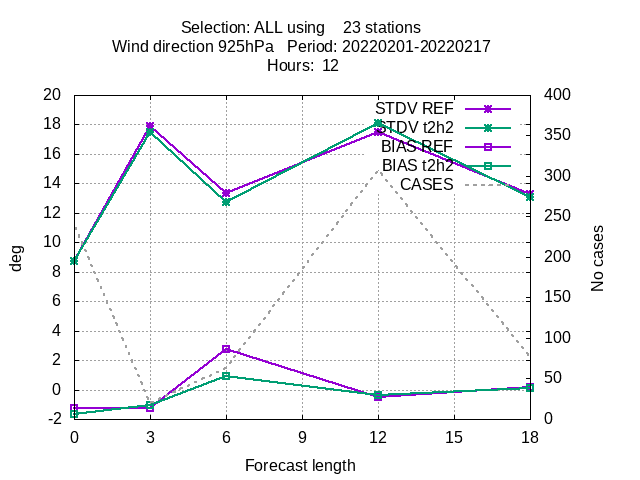 Selection: ALL using    23 stations
Wind direction 925hPa   Period: 20220201-20220217
Hours:  12
20
18
16
14
12
10
8
6
4
2
0
-2
400
350
300
250
200
150
100
50
0
STDV REF
STDV t2h2
BIAS REF
BIAS t2h2
CASES
deg
No cases
0 3 6 9 12 15 18
Forecast length